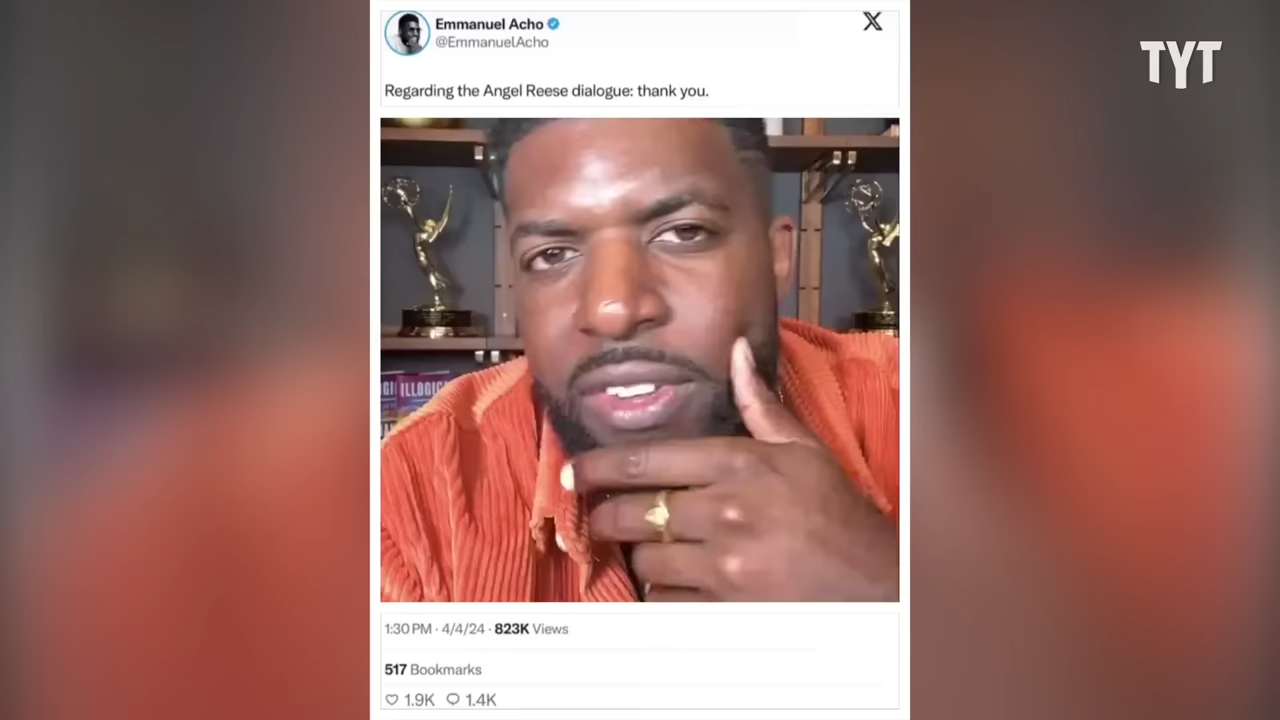 Emmanuel Acho
@EmmanuelAcho
X
TYT
Regarding the Angel Reese dialogue: thank you.
ILLOGIC
1:30 PM · 4/4/24 · 823K Views
517 Bookmarks
1.9K 1.4K